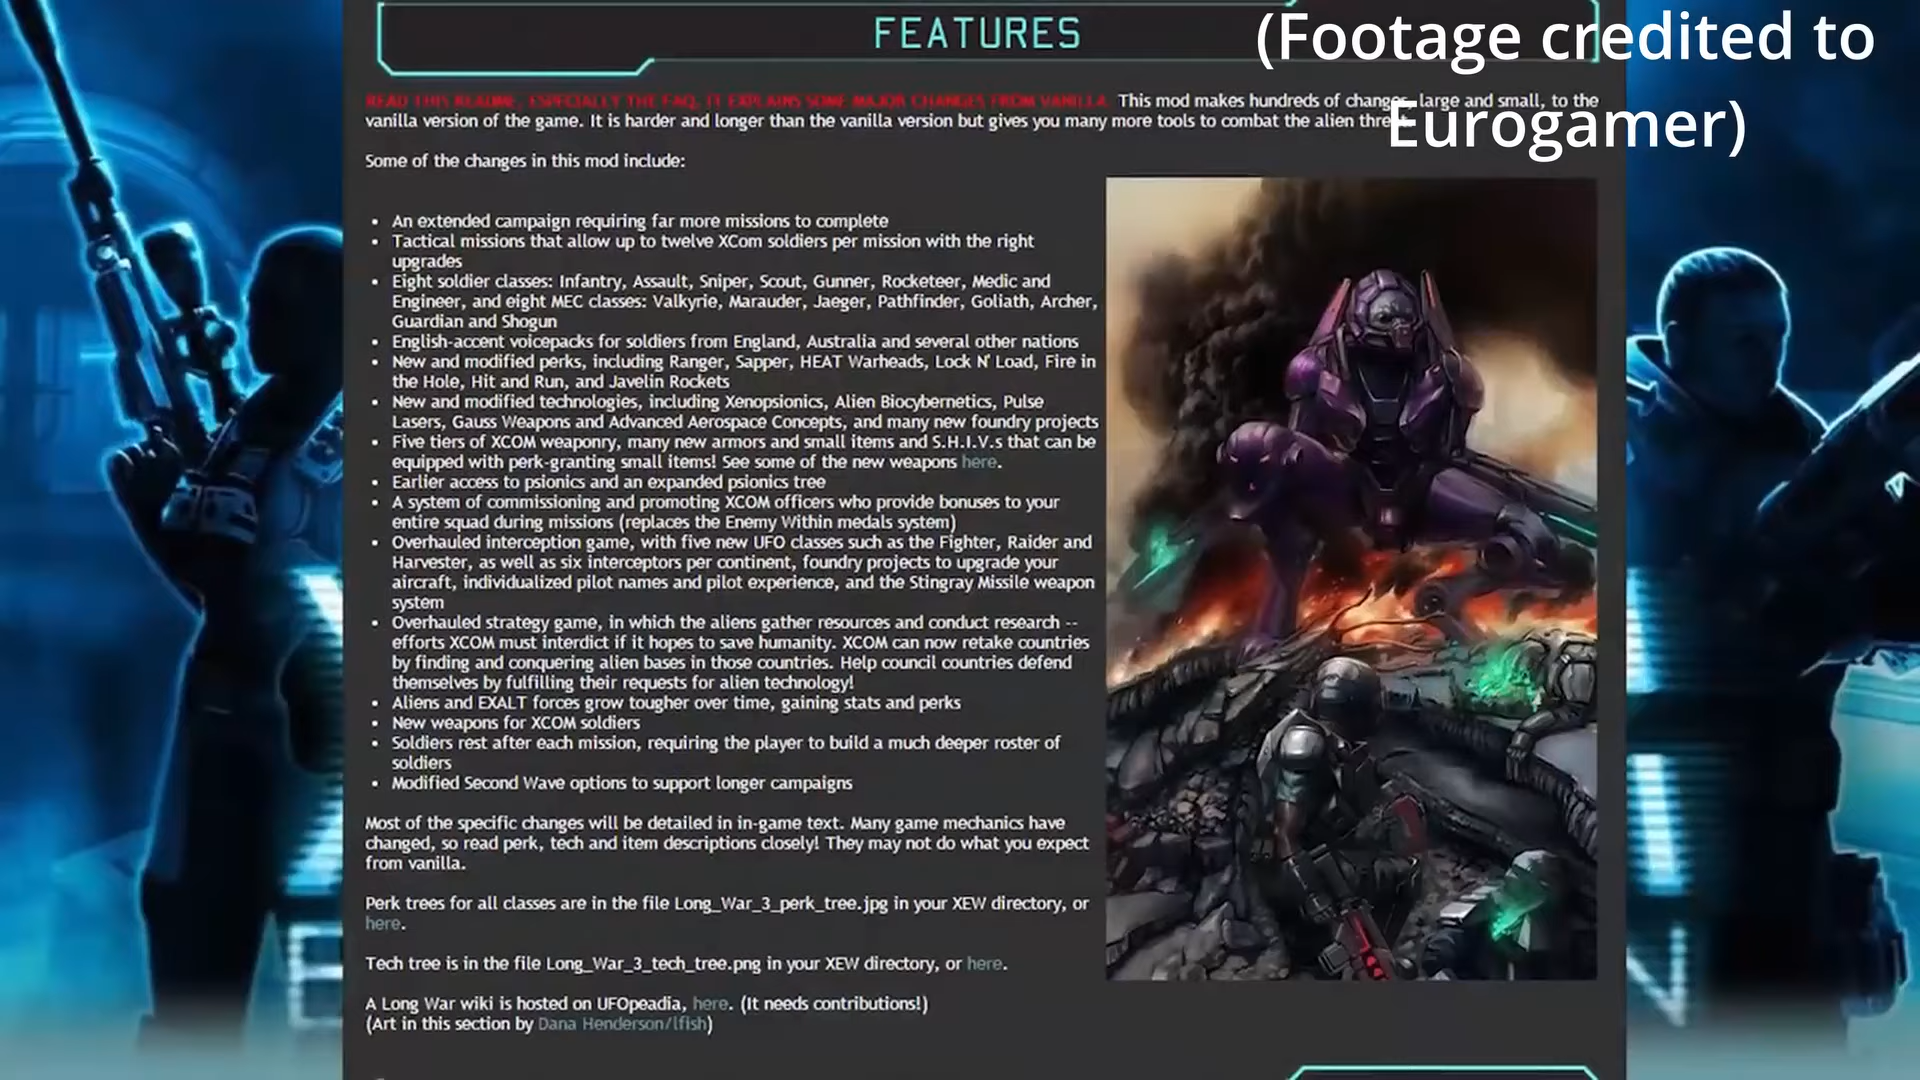 FEATURES
(Footage credited to
Eurogamer)
READ THIS README, ESPECIALLY THE FAQ. IT EXPLAINS SOME MAJOR CHANGES FROM VANILLA. This mod makes hundreds of changes, large and small, to the
vanilla version of the game. It is harder and longer than the vanilla version but gives you many more tools to combat the alien threat.
Some of the changes in this mod include:
• An extended campaign requiring far more missions to complete
• Tactical missions that allow up to twelve XCom soldiers per mission with the right
upgrades
• Eight soldier classes: Infantry, Assault, Sniper, Scout, Gunner, Rocketeer, Medic and
Engineer, and eight MEC classes: Valkyrie, Marauder, Jaeger, Pathfinder, Goliath, Archer,
Guardian and Shogun
• English-accent voicepacks for soldiers from England, Australia and several other nations
• New and modified perks, including Ranger, Sapper, HEAT Warheads, Lock N' Load, Fire in
the Hole, Hit and Run, and Javelin Rockets
• New and modified technologies, including Xenopsionics, Alien Biocybernetics, Pulse
Lasers, Gauss Weapons and Advanced Aerospace Concepts, and many new foundry projects
• Five tiers of XCOM weaponry, many new armors and small items and S.H.I.V.s that can be
equipped with perk-granting small items! See some of the new weapons here.
• Earlier access to psionics and an expanded psionics tree
• A system of commissioning and promoting XCOM officers who provide bonuses to your
entire squad during missions (replaces the Enemy Within medals system)
• Overhauled interception game, with five new UFO classes such as the Fighter, Raider and
Harvester, as well as six interceptors per continent, foundry projects to upgrade your
aircraft, individualized pilot names and pilot experience, and the Stingray Missile weapon
system
• Overhauled strategy game, in which the aliens gather resources and conduct research --
efforts XCOM must interdict if it hopes to save humanity. XCOM can now retake countries
by finding and conquering alien bases in those countries. Help council countries defend
themselves by fulfilling their requests for alien technology!
• Aliens and EXALT forces grow tougher over time, gaining stats and perks
• New weapons for XCOM soldiers
• Soldiers rest after each mission, requiring the player to build a much deeper roster of
soldiers
• Modified Second Wave options to support longer campaigns
Most of the specific changes will be detailed in in-game text. Many game mechanics have
changed, so read perk, tech and item descriptions closely! They may not do what you expect
from vanilla.
Perk trees for all classes are in the file Long_War_3_perk_tree.jpg in your XEW directory, or
here.
Tech tree is in the file Long_War_3_tech_tree.png in your XEW directory, or here.
A Long War wiki is hosted on UFOpeadia, here. (It needs contributions!)
(Art in this section by Dana Henderson/lfish)